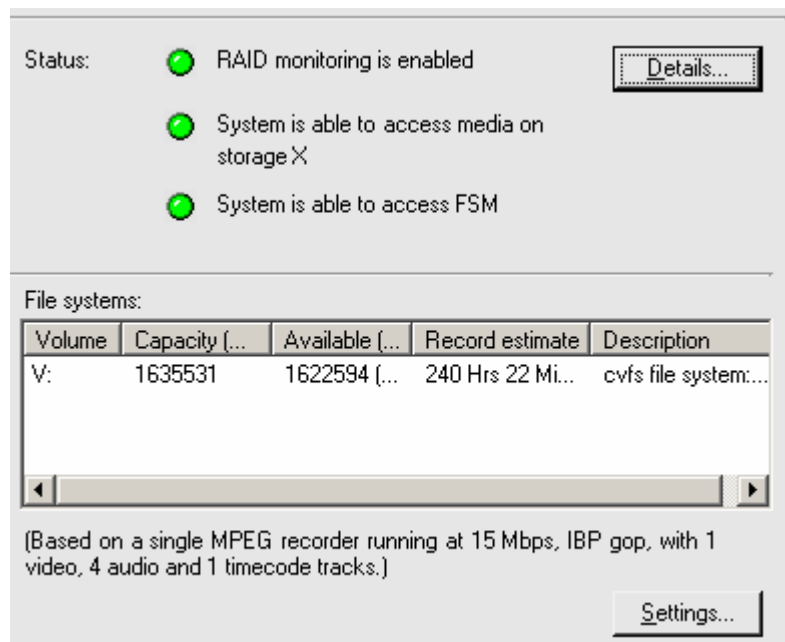 Status:
RAID monitoring is enabled
Details...
System is able to access media on
storage X
System is able to access FSM
File systems:
Volume Capacity (... Available (... Record estimate Description
V: 1635531 1622594 (... 240 Hrs 22 Mi... cvfs file system:...
(Based on a single MPEG recorder running at 15 Mbps, IBP gop, with 1
video, 4 audio and 1 timecode tracks.)
Settings...